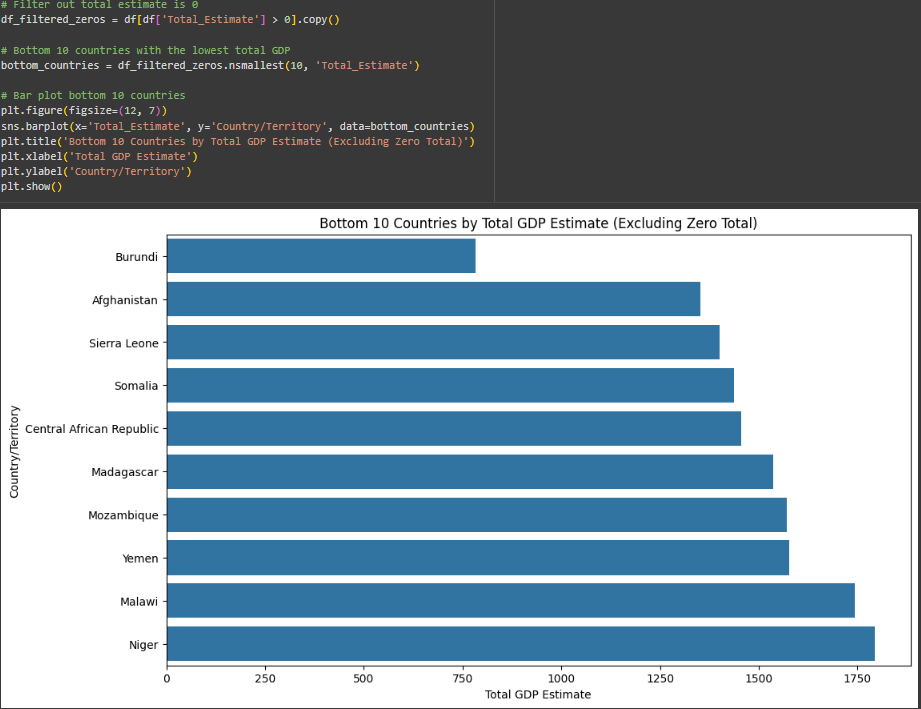 # Filter out total estimate is 0
df_filtered_zeros = df[df['Total_Estimate'] > 0].copy()
# Bottom 10 countries with the lowest total GDP
bottom_countries = df_filtered_zeros.nsmallest(10, 'Total_Estimate')
# Bar plot bottom 10 countries
plt.figure(figsize=(12, 7))
sns.barplot(x='Total_Estimate', y='Country/Territory', data=bottom_countries)
plt.title('Bottom 10 Countries by Total GDP Estimate (Excluding Zero Total)')
plt.xlabel('Total GDP Estimate')
plt.ylabel('Country/Territory')
plt.show()
Bottom 10 Countries by Total GDP Estimate (Excluding Zero Total)
Country/Territory
Burundi
Afghanistan
Sierra Leone
Somalia
Central African Republic
Madagascar
Mozambique
Yemen
Malawi
Niger
0 250 500 750 1000 1250 1500 1750
Total GDP Estimate